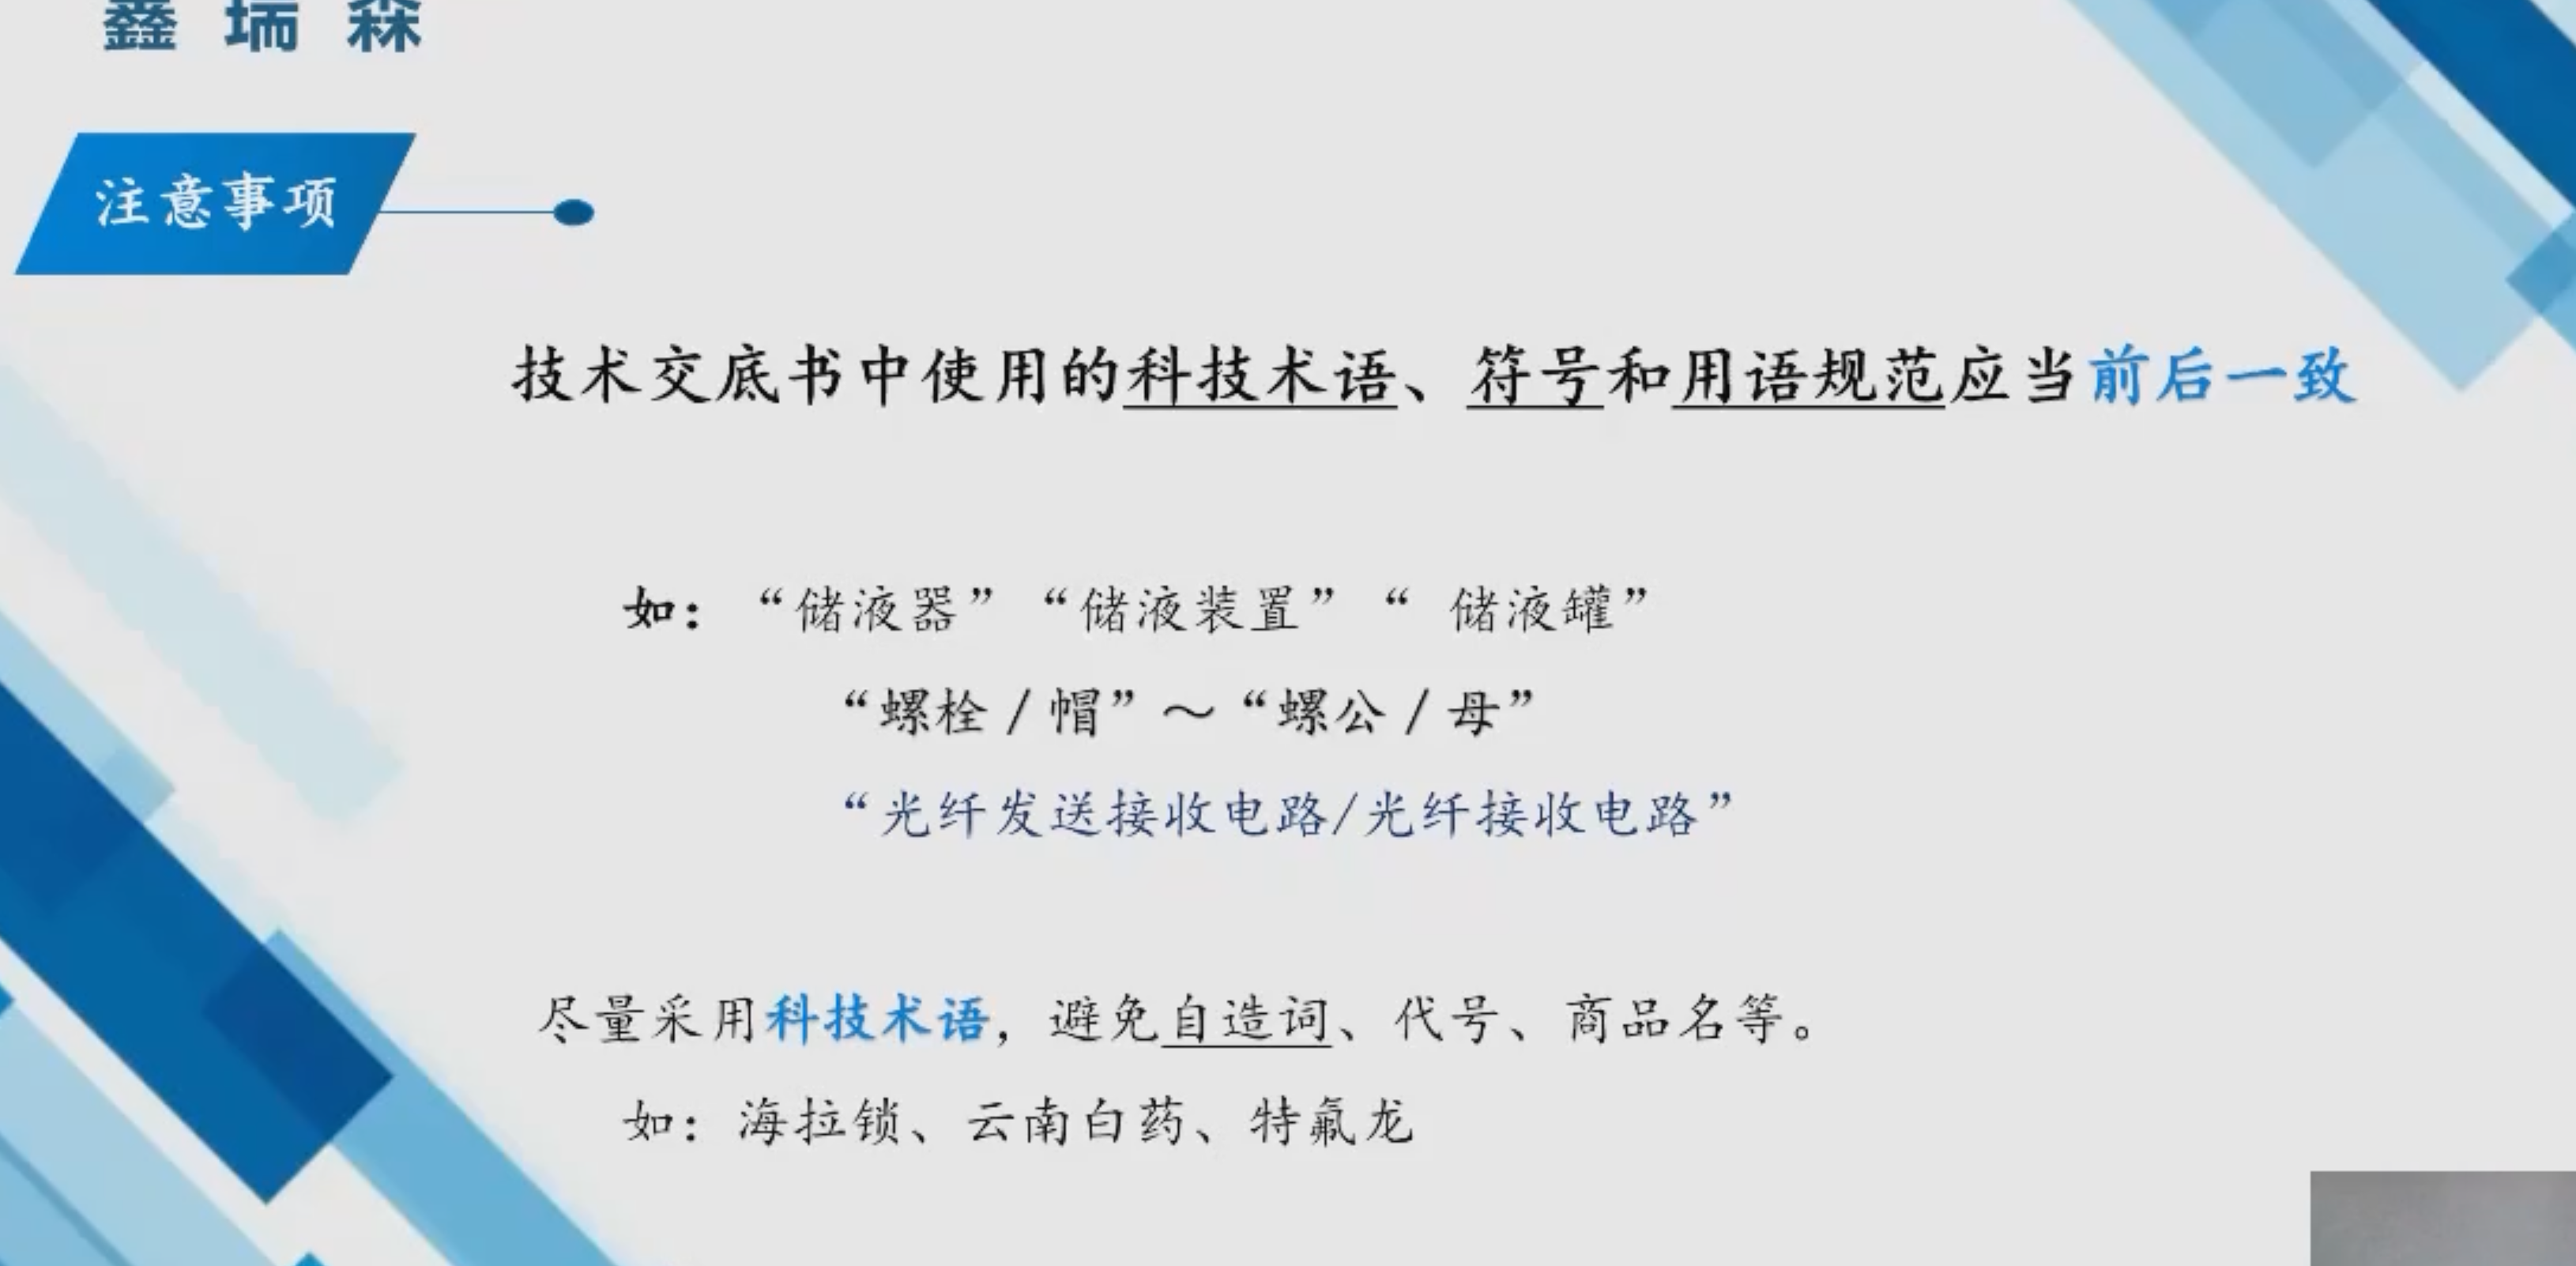 鑫瑞森
注意事项
技术交底书中使用的科技术语、符号和用语规范应当前后一致
如：“储液器”“储液装置”“ 储液罐”
“螺栓／帽”～“螺公／母”
“光纤发送接收电路/光纤接收电路”
尽量采用科技术语，避免自造词、代号、商品名等。
如：海拉锁、云南白药、特氟龙